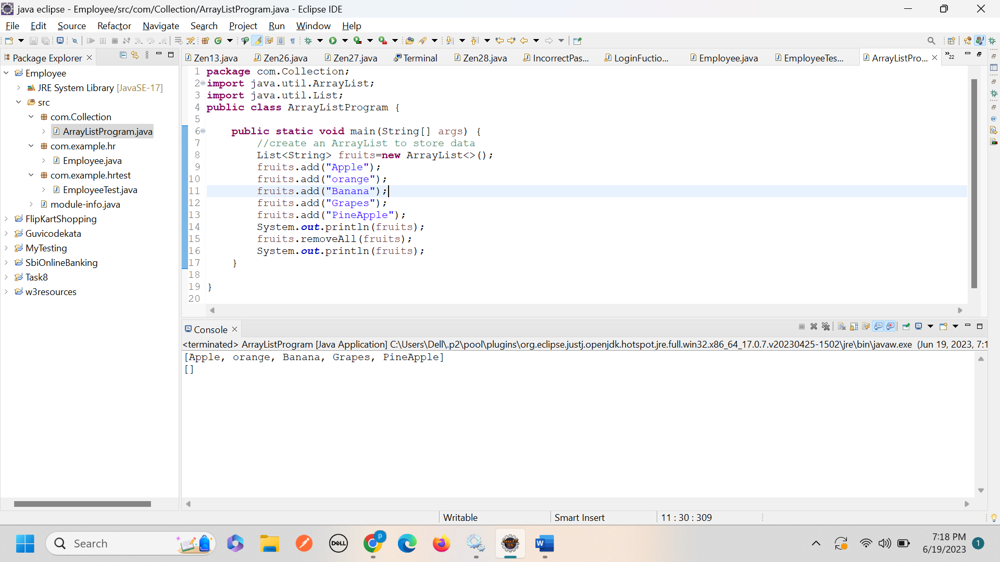 java eclipse - Employee/src/com/Collection/ArrayListProgram.java - Eclipse IDE
File Edit Source Refactor Navigate Search Project Run Window Help
Package Explorer
Employee
JRE System Library [JavaSE-17]
src
com.Collection
ArrayListProgram.java
com.example.hr
Employee.java
com.example.hrtest
EmployeeTest.java
module-info.java
FlipKartShopping
Guvicodekata
MyTesting
SbiOnlineBanking
Task8
w3resources
Zen13.java Zen26.java Zen27.java Terminal Zen28.java IncorrectPas... LoginFuctio... Employee.java EmployeeTes... ArrayListPro... »22
1 package com.Collection;
2 import java.util.ArrayList;
3 import java.util.List;
4 public class ArrayListProgram {
5
6 public static void main(String[] args) {
7 //create an ArrayList to store data
8 List<String> fruits=new ArrayList<>();
9 fruits.add("Apple");
10 fruits.add("orange");
11 fruits.add("Banana");
12 fruits.add("Grapes");
13 fruits.add("PineApple");
14 System.out.println(fruits);
15 fruits.removeAll(fruits);
16 System.out.println(fruits);
17 }
18
19 }
20
Console
<terminated> ArrayListProgram [Java Application] C:\Users\Dell\.p2\pool\plugins\org.eclipse.justj.openjdk.hotspot.jre.full.win32.x86_64_17.0.7.v20230425-1502\jre\bin\javaw.exe (Jun 19, 2023, 7:1
[Apple, orange, Banana, Grapes, PineApple]
[]
Writable Smart Insert 11 : 30 : 309
Search
DELL
P
Java EE
IDE
W
7:18 PM
6/19/2023
1